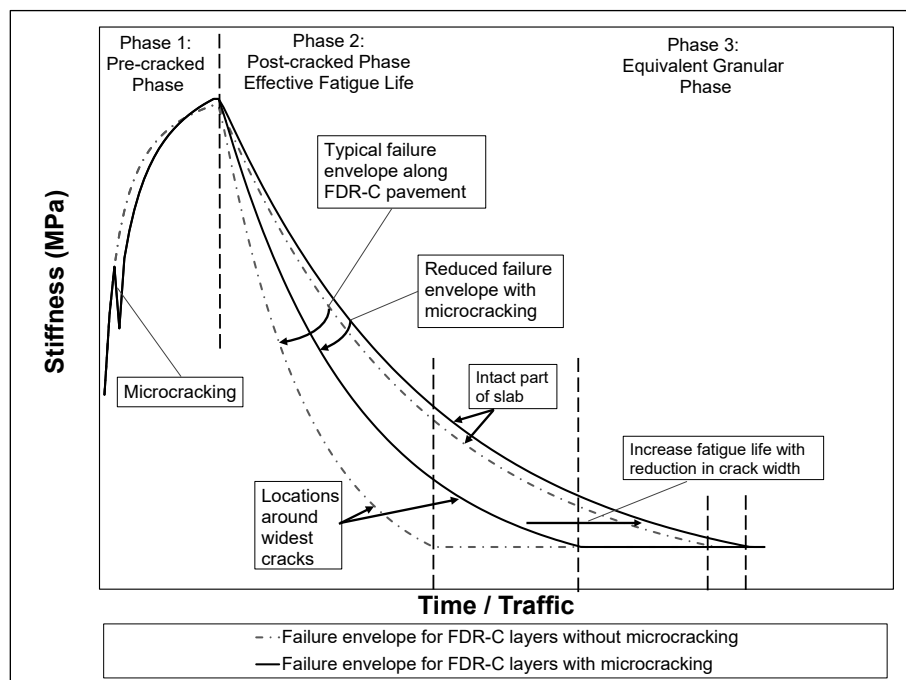 Phase 1:
Pre-cracked
Phase
Phase 2:
Post-cracked Phase
Effective Fatigue Life
Phase 3:
Equivalent Granular
Phase
Typical failure
envelope along
FDR-C pavement
Reduced failure
envelope with
microcracking
Microcracking
Intact part
of slab
Increase fatigue life with
reduction in crack width
Locations
around
widest
cracks
Stiffness (MPa)
Time / Traffic
Failure envelope for FDR-C layers without microcracking
Failure envelope for FDR-C layers with microcracking